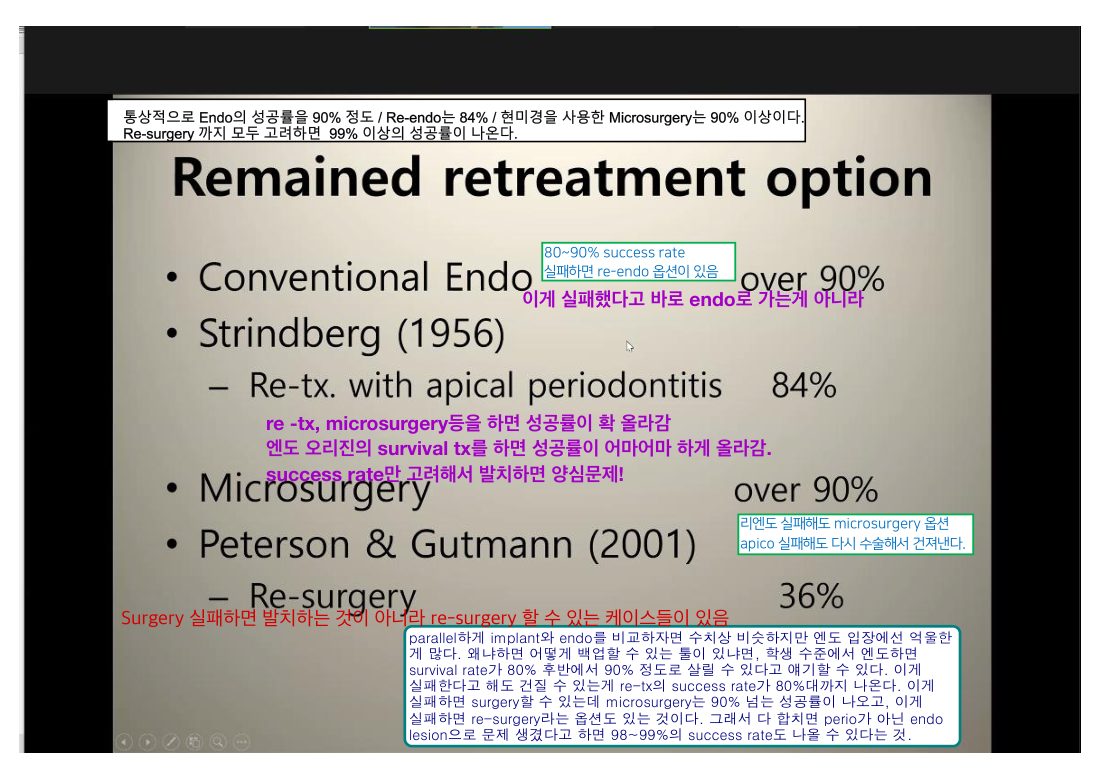 통상적으로 Endo의 성공률을 90% 정도 / Re-endo는 84% / 현미경을 사용한 Microsurgery는 90% 이상이다.
Re-surgery 까지 모두 고려하면 99% 이상의 성공률이 나온다.
Remained retreatment option
80~90% success rate
실패하면 re-endo 옵션이 있음
• Conventional Endo over 90%
이게 실패했다고 바로 endo로 가는게 아니라
• Strindberg (1956)
– Re-tx. with apical periodontitis 84%
re -tx, microsurgery등을 하면 성공률이 확 올라감
엔도 오리진의 survival tx를 하면 성공률이 어마어마 하게 올라감.
success rate만 고려해서 발치하면 양심문제!
• Microsurgery over 90%
리엔도 실패해도 microsurgery 옵션
apico 실패해도 다시 수술해서 건져낸다.
• Peterson & Gutmann (2001)
– Re-surgery 36%
Surgery 실패하면 발치하는 것이 아니라 re-surgery 할 수 있는 케이스들이 있음
parallel하게 implant와 endo를 비교하자면 수치상 비슷하지만 엔도 입장에선 억울한
게 많다. 왜냐하면 어떻게 백업할 수 있는 툴이 있냐면, 학생 수준에서 엔도하면
survival rate가 80% 후반에서 90% 정도로 살릴 수 있다고 얘기할 수 있다. 이게
실패한다고 해도 건질 수 있는게 re-tx의 success rate가 80%대까지 나온다. 이게
실패하면 surgery할 수 있는데 microsurgery는 90% 넘는 성공률이 나오고, 이게
실패하면 re-surgery라는 옵션도 있는 것이다. 그래서 다 합치면 perio가 아닌 endo
lesion으로 문제 생겼다고 하면 98~99%의 success rate도 나올 수 있다는 것.